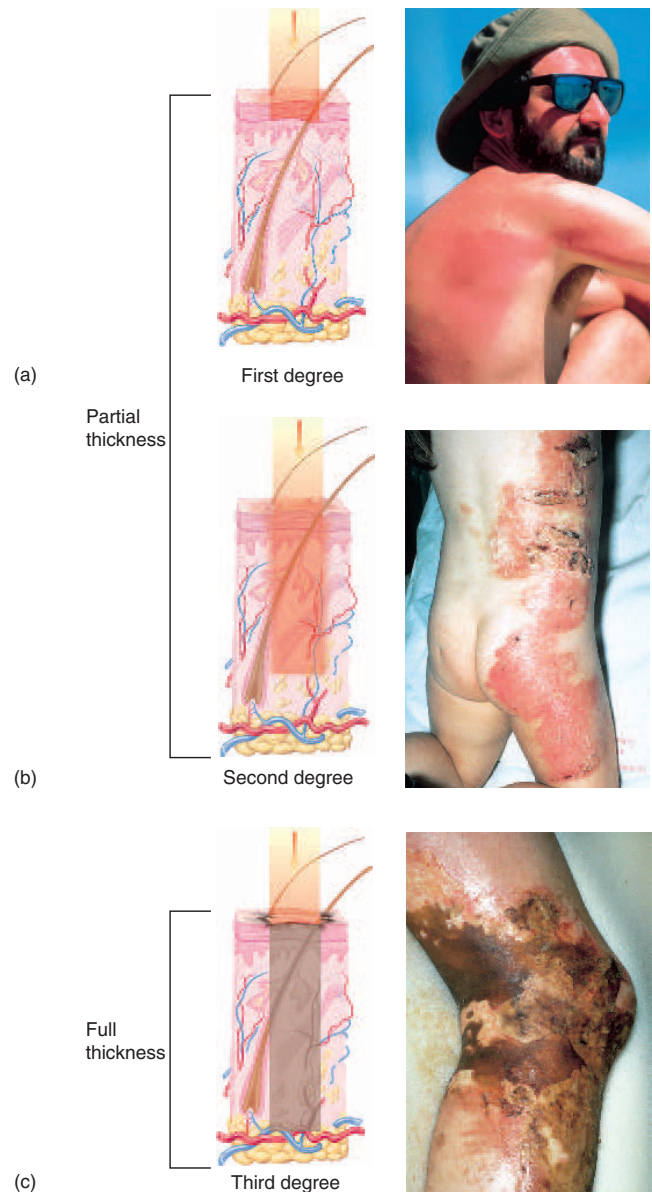 (a)
First degree
Partial
thickness
(b)
Second degree
Full
thickness
(c)
Third degree